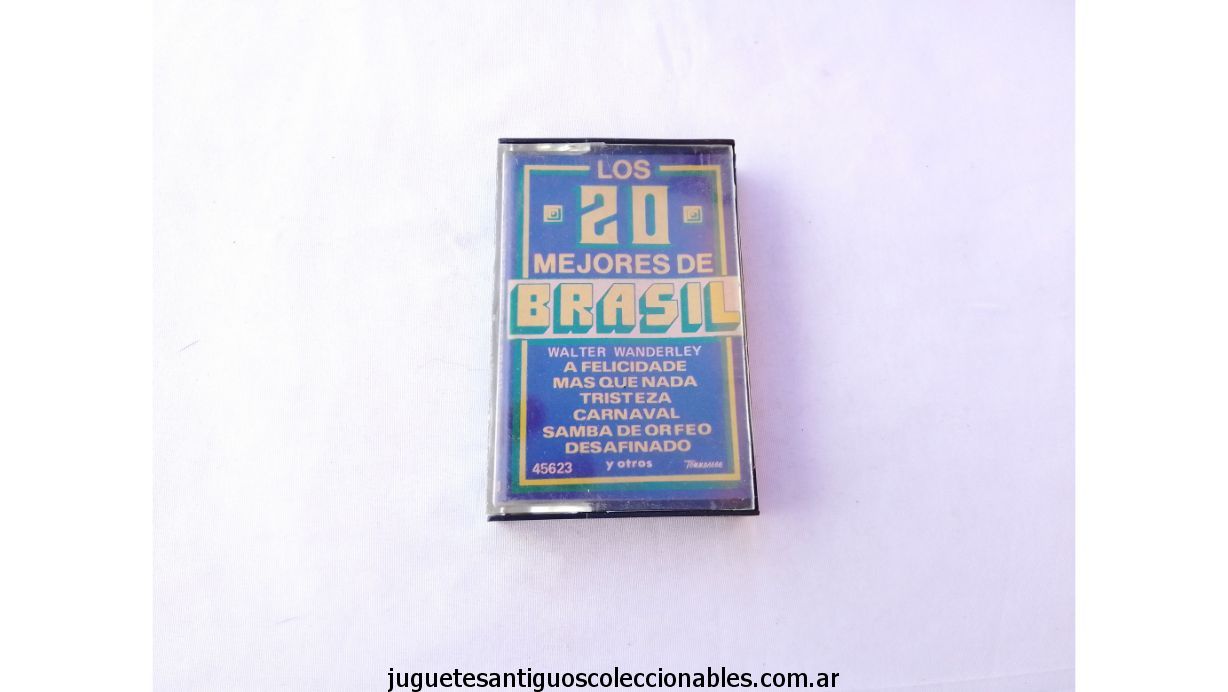 LOS
20
MEJORES DE
BRASIL
WALTER WANDERLEY
A FELICIDADE
MAS QUE NADA
TRISTEZA
CARNAVAL
SAMBA DE ORFEO
DESAFINADO
45623 y otros Tonodisc
juguetesantiguoscoleccionables.com.ar